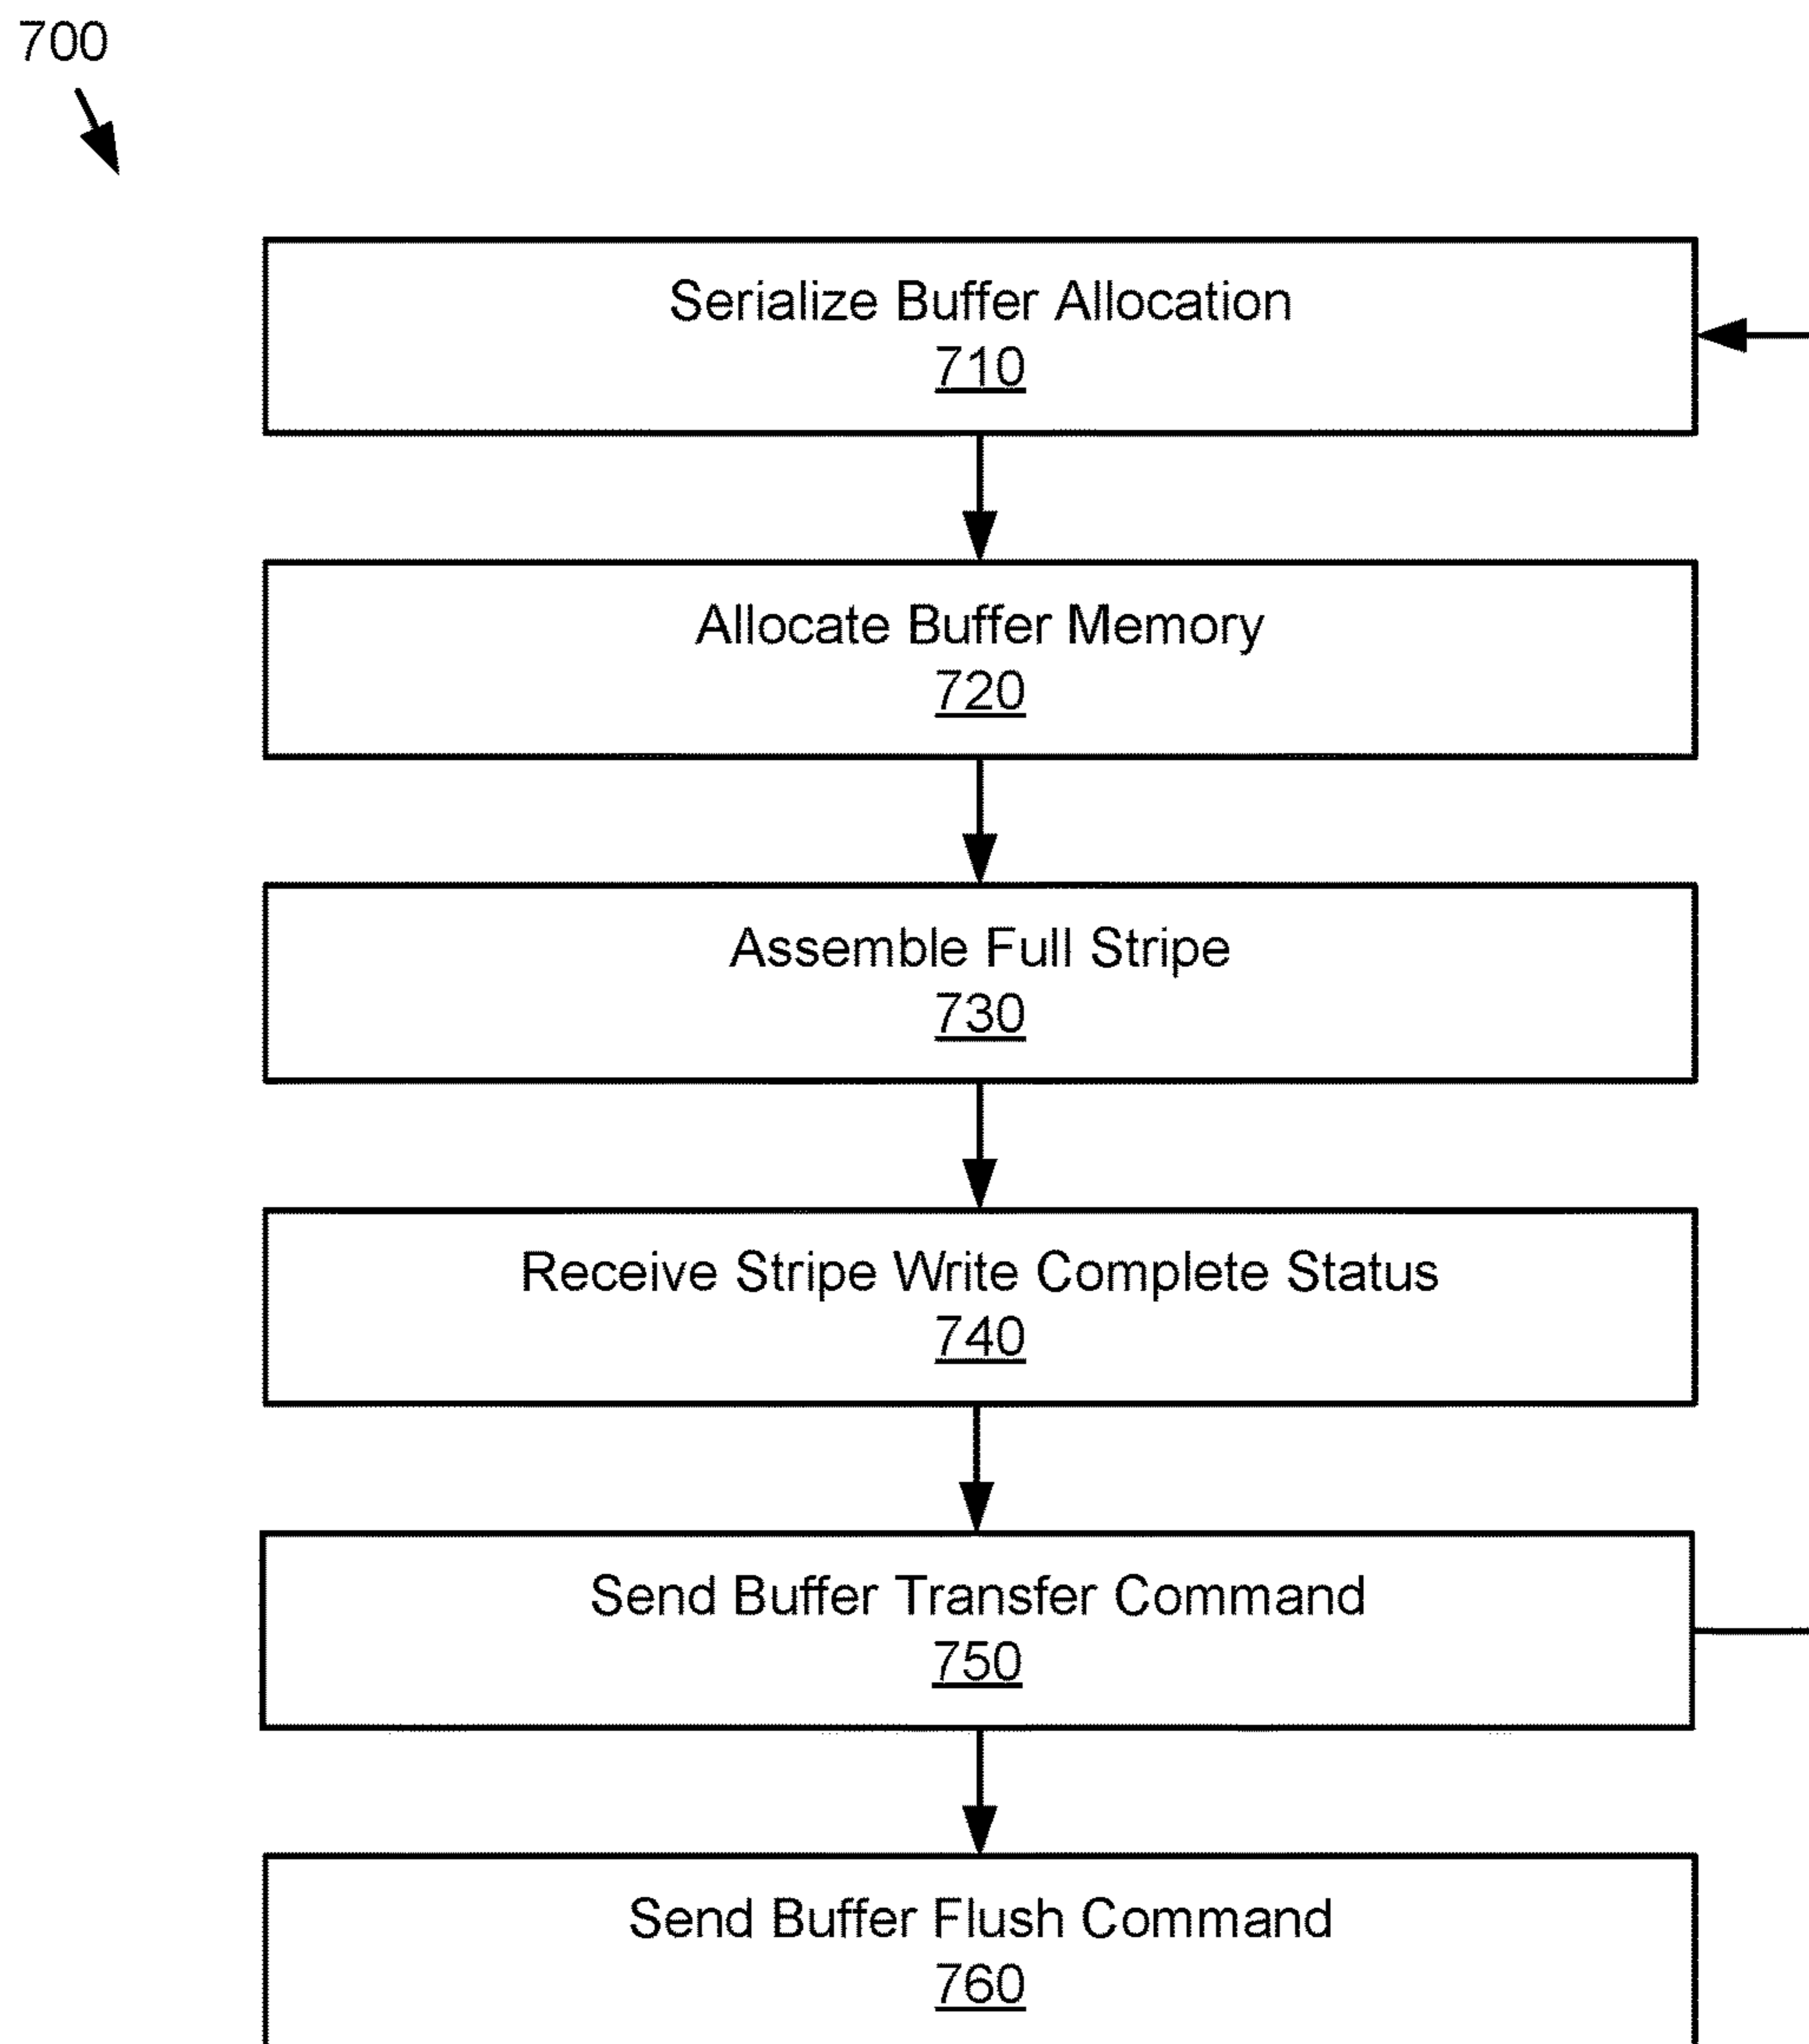 700
Serialize Buffer Allocation
710
Allocate Buffer Memory
720
Assemble Full Stripe
730
Receive Stripe Write Complete Status
740
Send Buffer Transfer Command
750
Send Buffer Flush Command
760